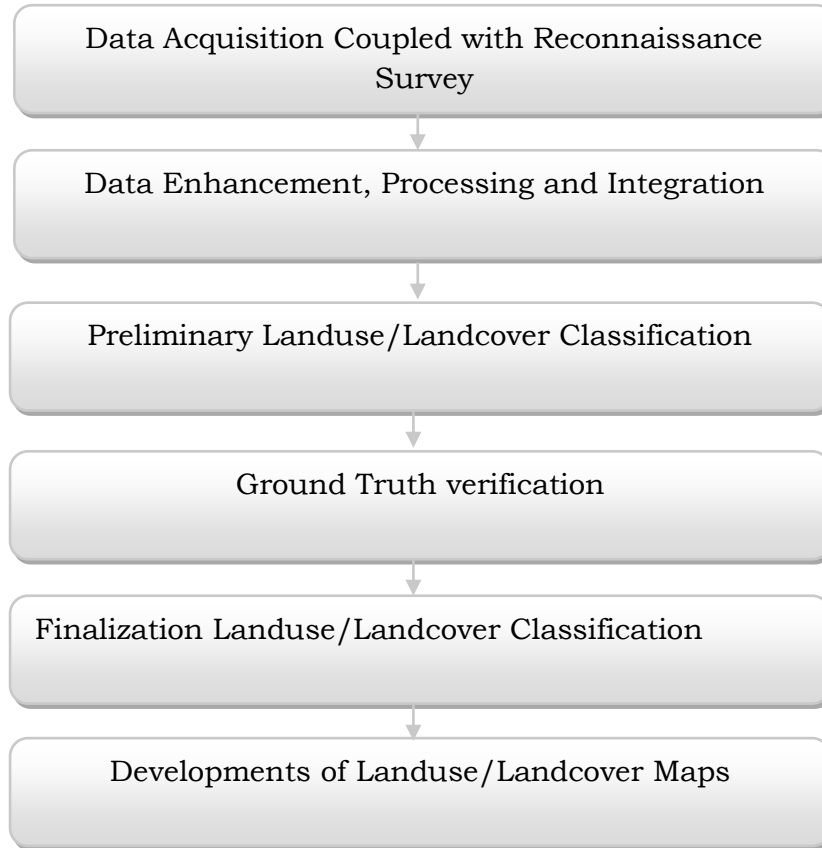 Data Acquisition Coupled with Reconnaissance
Survey
Data Enhancement, Processing and Integration
Preliminary Landuse/Landcover Classification
Ground Truth verification
Finalization Landuse/Landcover Classification
Developments of Landuse/Landcover Maps